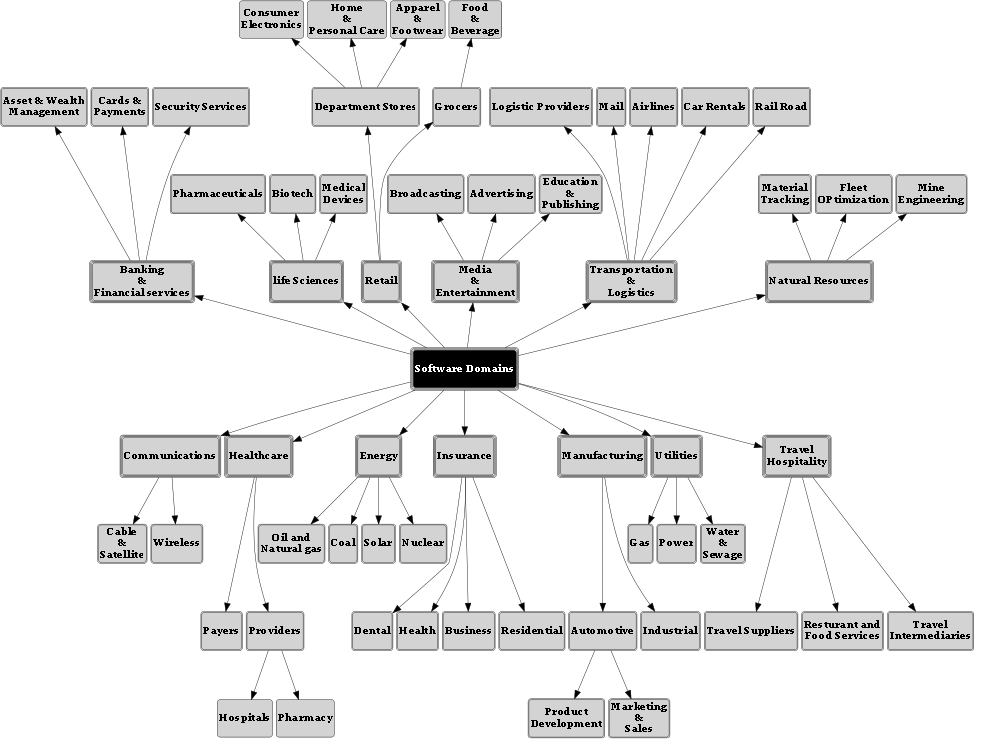 Consumer
Electronics
Home
&
Personal Care
Apparel
&
Footwear
Food
&
Beverage
Asset & Wealth
Management
Cards &
Payments
Security Services
Department Stores
Grocers
Logistic Providers
Mail
Airlines
Car Rentals
Rail Road
Pharmaceuticals
Biotech
Medical
Devices
Broadcasting
Advertising
Education
&
Publishing
Material
Tracking
Fleet
OPtimization
Mine
Engineering
Banking
&
Financial services
life Sciences
Retail
Media
&
Entertainment
Transportation
&
Logistics
Natural Resources
Software Domains
Communications
Healthcare
Energy
Insurance
Manufacturing
Utilities
Travel
Hospitality
Cable
&
Satellite
Wireless
Oil and
Natural gas
Coal
Solar
Nuclear
Gas
Power
Water
&
Sewage
Payers
Providers
Dental
Health
Business
Residential
Automotive
Industrial
Travel Suppliers
Resturant and
Food Services
Travel
Intermediaries
Hospitals
Pharmacy
Product
Development
Marketing
&
Sales